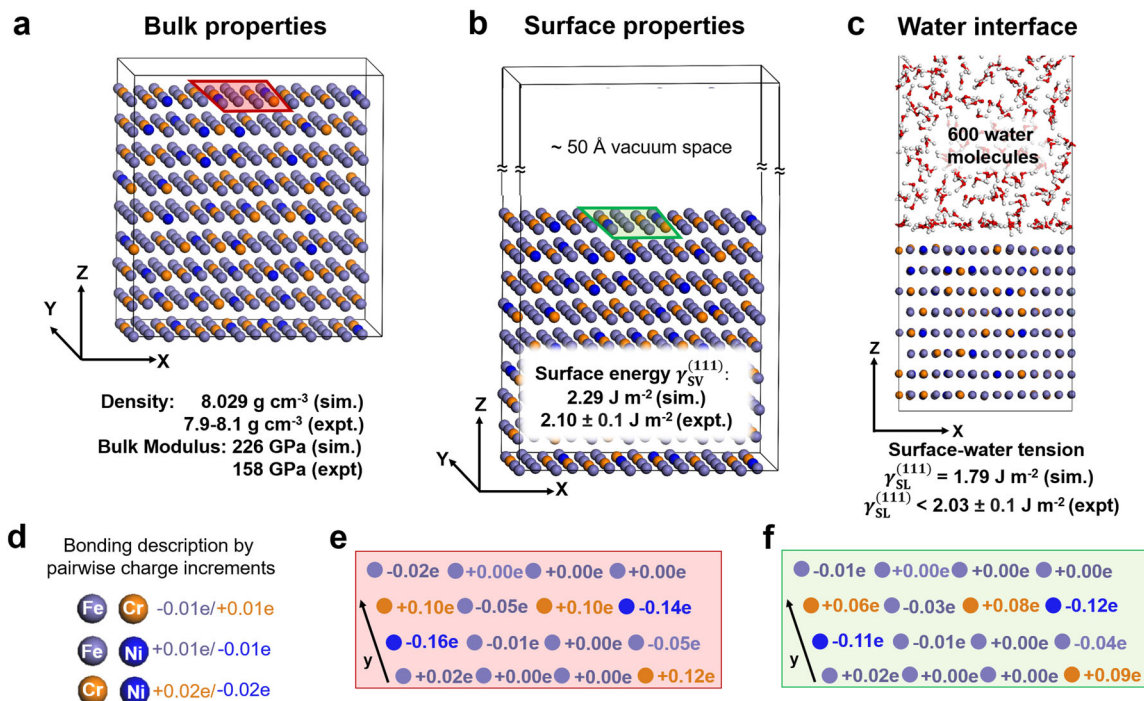 a Bulk properties
Z
Y
X
Density: 8.029 g cm⁻³ (sim.)
7.9-8.1 g cm⁻³ (expt.)
Bulk Modulus: 226 GPa (sim.)
158 GPa (expt)
b Surface properties
~ 50 Å vacuum space
Surface energy γ_SV^(111):
2.29 J m⁻² (sim.)
2.10 ± 0.1 J m⁻² (expt.)
Z
Y
X
c Water interface
600 water
molecules
Z
X
Surface-water tension
γ_SL^(111) = 1.79 J m⁻² (sim.)
γ_SL^(111) < 2.03 ± 0.1 J m⁻² (expt)
d Bonding description by
pairwise charge increments
Fe Cr -0.01e/+0.01e
Fe Ni +0.01e/-0.01e
Cr Ni +0.02e/-0.02e
e
-0.02e +0.00e +0.00e +0.00e
+0.10e -0.05e +0.10e -0.14e
-0.16e -0.01e +0.00e -0.05e
y +0.02e +0.00e +0.00e +0.12e
f
-0.01e +0.00e +0.00e +0.00e
+0.06e -0.03e +0.08e -0.12e
-0.11e -0.01e +0.00e -0.04e
y +0.02e +0.00e +0.00e +0.09e